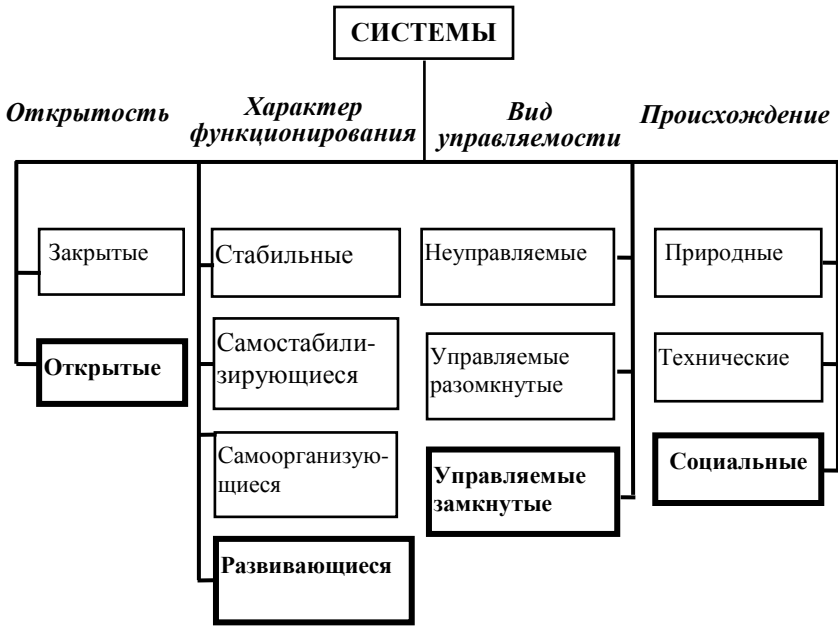 СИСТЕМЫ
Открытость
Характер
функционирования
Вид
управляемости
Происхождение
Закрытые
Открытые
Стабильные
Самостабили-
зирующиеся
Самоорганизую-
щиеся
Развивающиеся
Неуправляемые
Управляемые
разомкнутые
Управляемые
замкнутые
Природные
Технические
Социальные